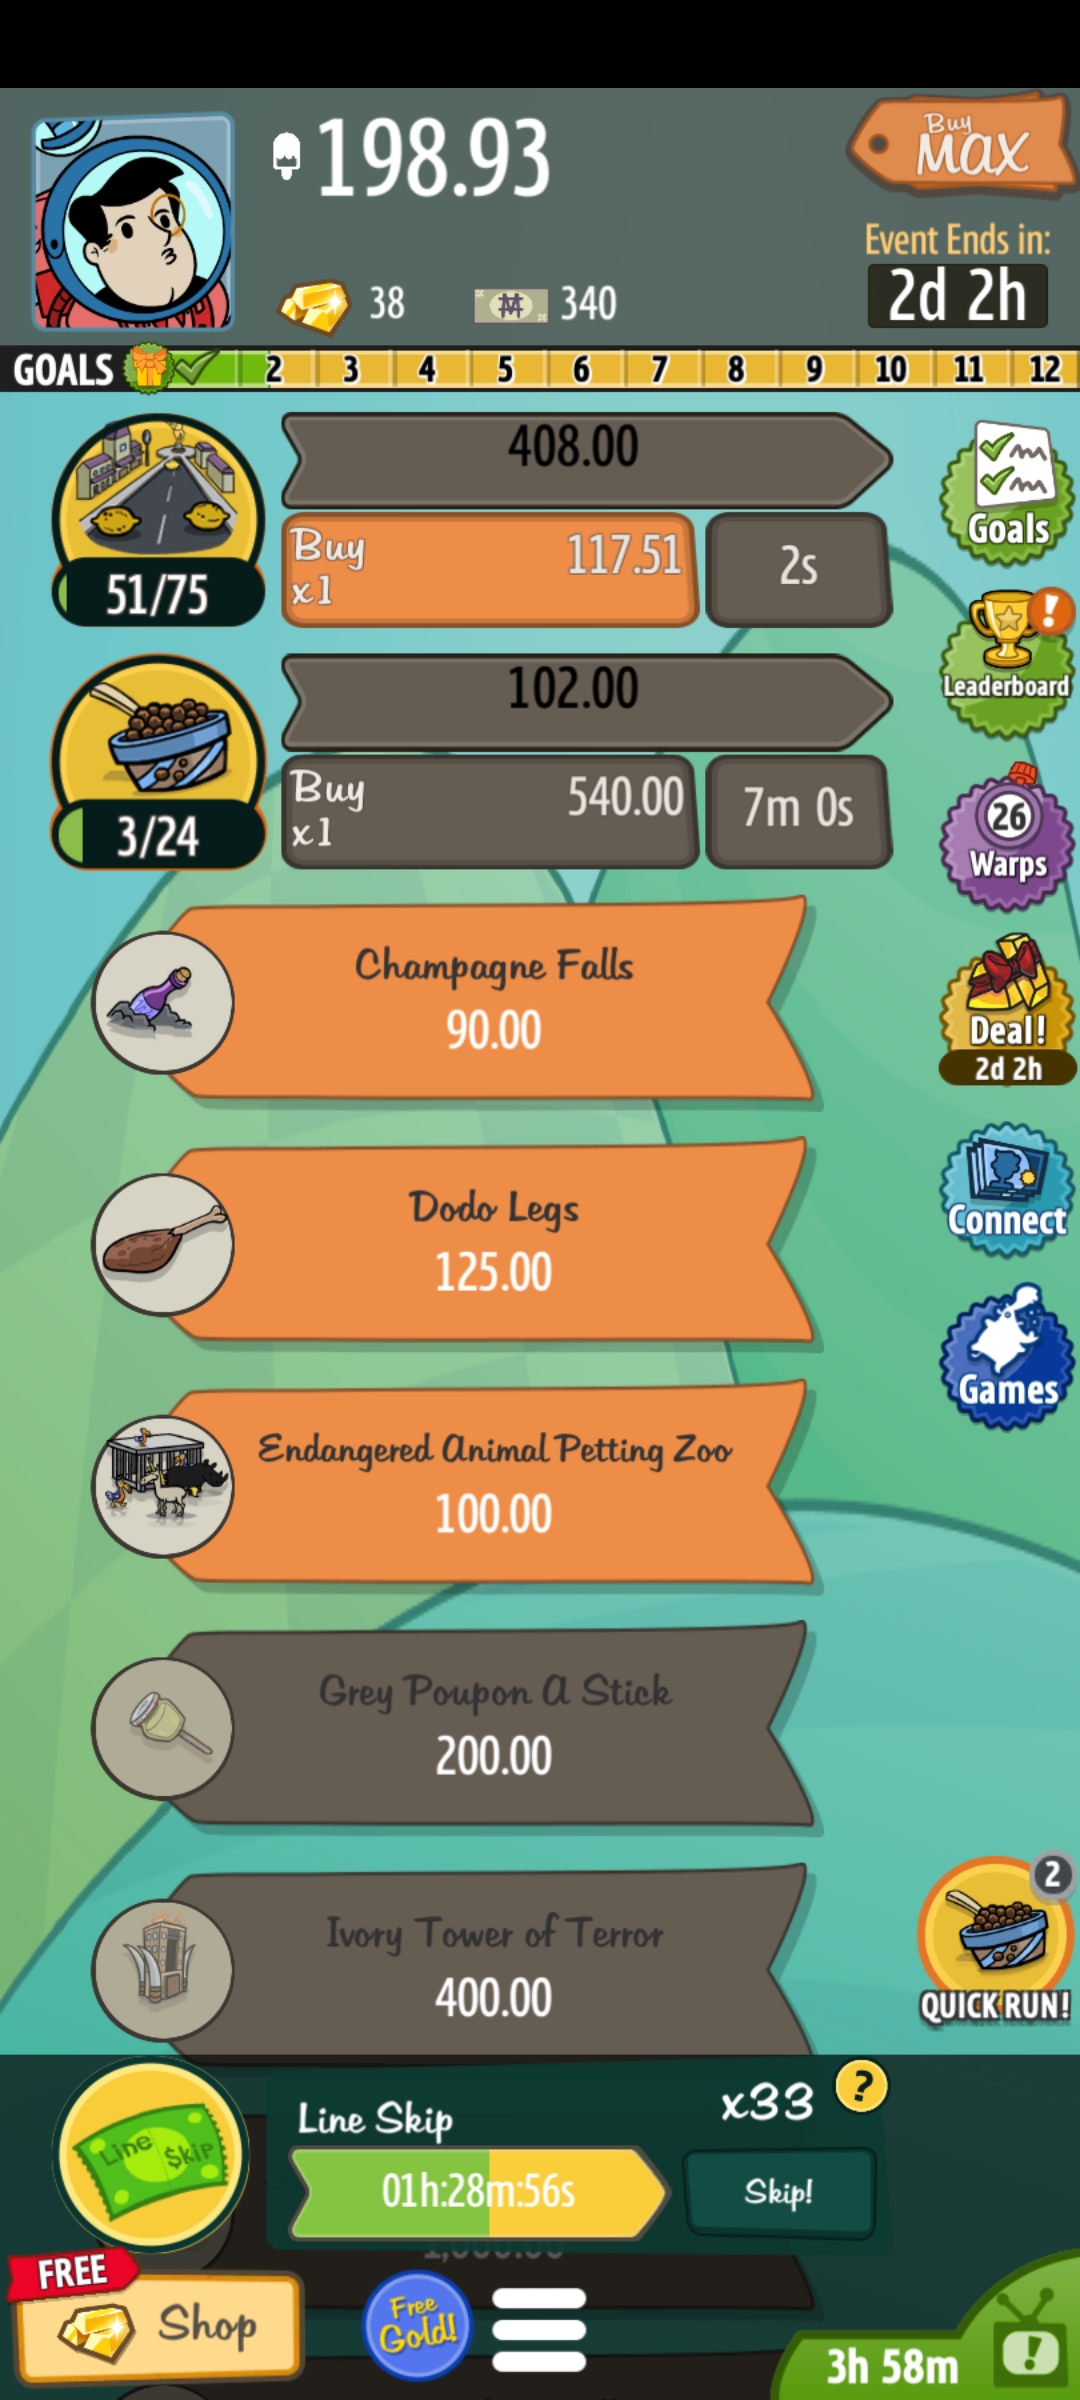 198.93
Buy
MAX
Event Ends in:
2d 2h
38
340
GOALS 2 3 4 5 6 7 8 9 10 11 12
408.00
Buy
x1
117.51
2s
51/75
Goals
102.00
Buy
x1
540.00
7m 0s
3/24
!
Leaderboard
26
Warps
Champagne Falls
90.00
Deal!
2d 2h
Dodo Legs
125.00
Connect
Endangered Animal Petting Zoo
100.00
Games
Grey Poupon A Stick
200.00
Ivory Tower of Terror
400.00
2
QUICK RUN!
Line Skip
Line $kip
x33
?
01h:28m:56s
Skip!
1,000.00
FREE
Shop
Free
Gold!
3h 58m
!